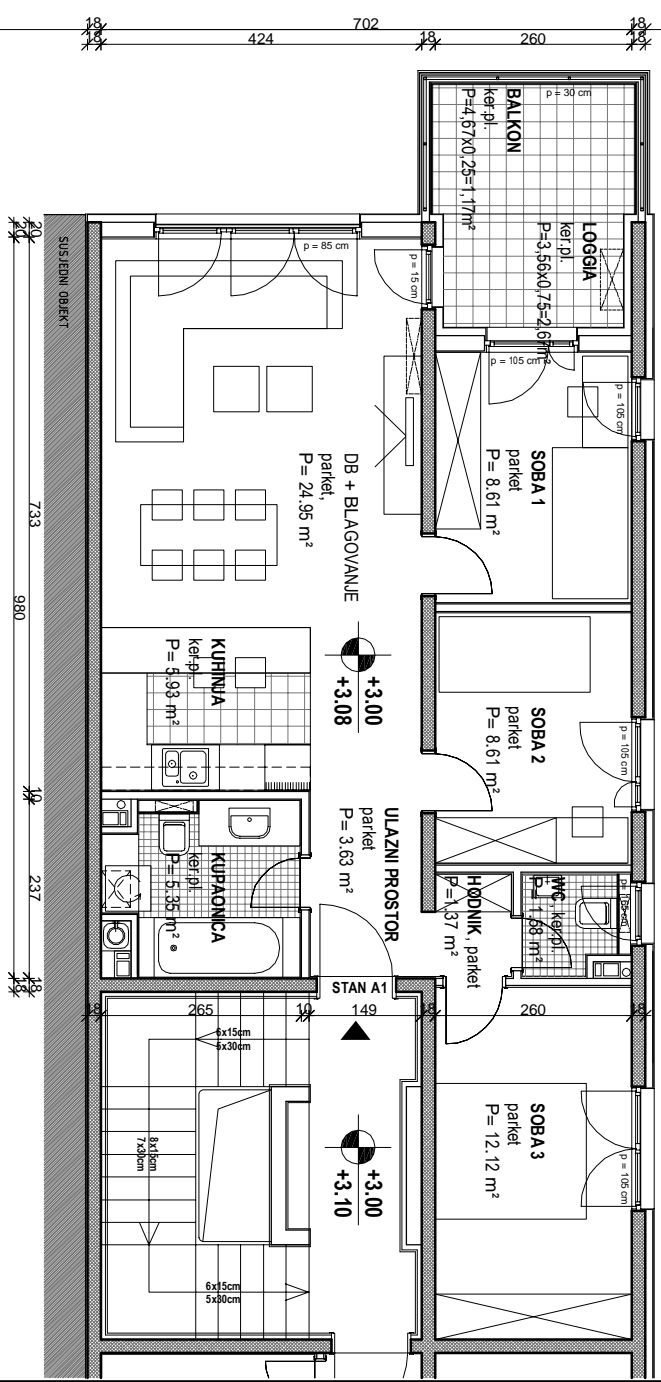 18
702
18
18
424
18
260
18
BALKON
ker.pl.
P=4,67x0,25=1,17m²
p = 30 cm
LOGGIA
ker.pl.
P=3,56x0,75=2,67m²
20
20
SUSJEDNI OBJEKT
p = 85 cm
p = 15 cm
p = 105 cm
p = 105 cm
DB + BLAGOVANJE
parket,
P= 24.95 m²
SOBA 1
parket
P= 8.61 m²
733
980
KUHINJA
ker.pl.
P= 5.93 m²
+3.00
+3.08
SOBA 2
parket
P= 8.61 m²
p = 105 cm
10
237
18
18
ULAZNI PROSTOR
parket
P= 3.63 m²
KUPAONICA
ker.pl.
P= 5.35 m²
HODNIK , parket
P=1.37 m²
WC, ker.pl.
P= 1.68 m²
STAN A1
18
265
10
149
18
260
18
6x15cm
5x30cm
8x15cm
7x30cm
+3.00
+3.10
6x15cm
5x30cm
SOBA 3
parket
P= 12.12 m²
p = 105 cm